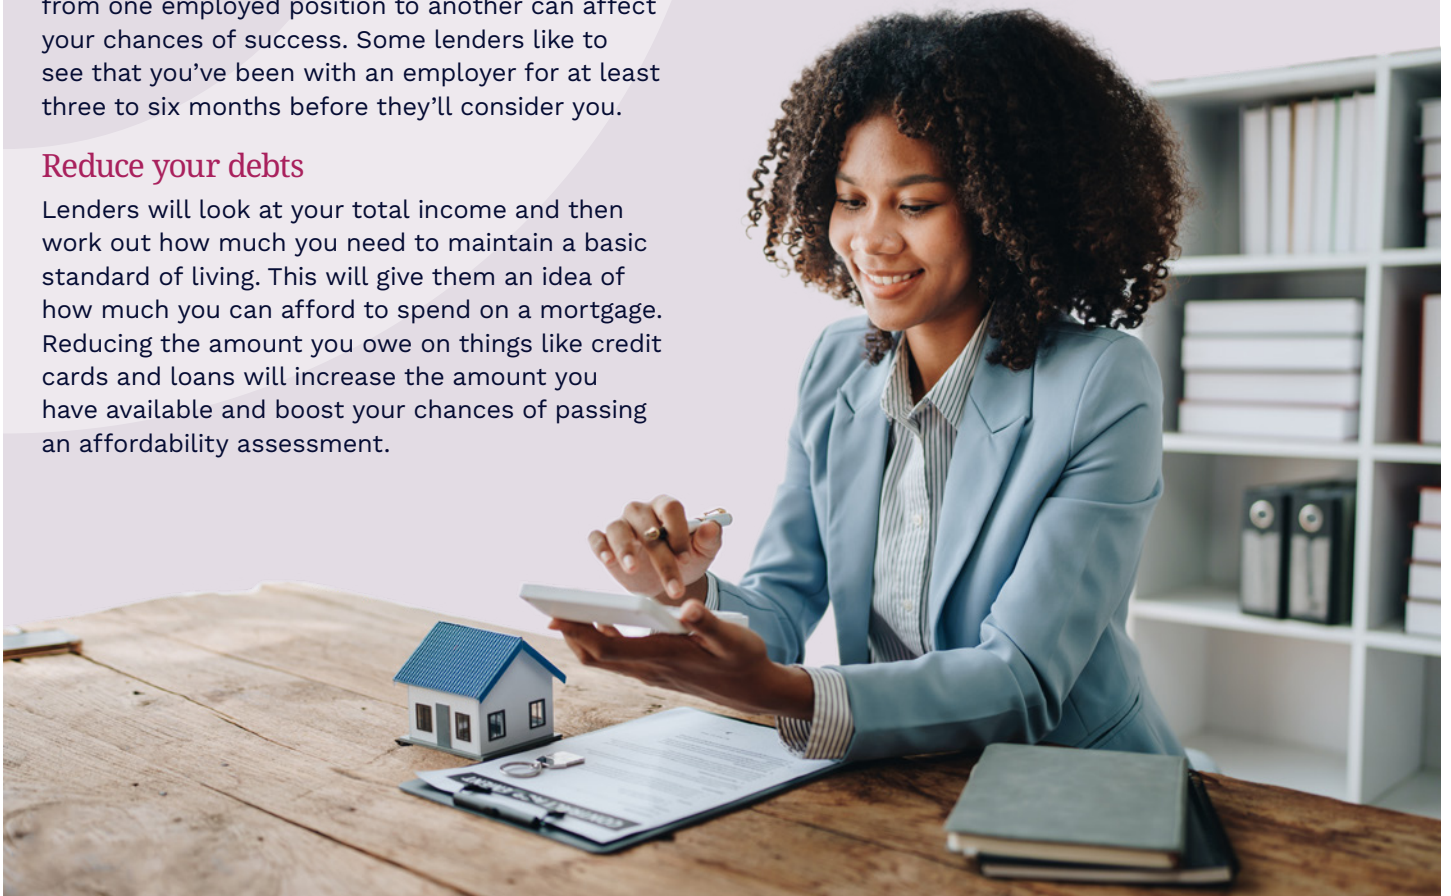 from one employed position to another can affect
your chances of success. Some lenders like to
see that you’ve been with an employer for at least
three to six months before they’ll consider you.
Reduce your debts
Lenders will look at your total income and then
work out how much you need to maintain a basic
standard of living. This will give them an idea of
how much you can afford to spend on a mortgage.
Reducing the amount you owe on things like credit
cards and loans will increase the amount you
have available and boost your chances of passing
an affordability assessment.